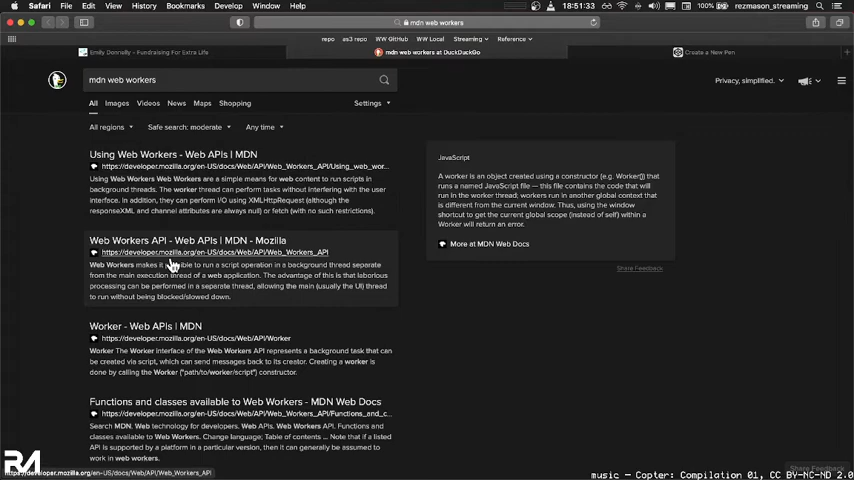 Safari File Edit View History Bookmarks Develop Window Help 100% 18:51:33 rezmason_streaming
mdn web workers
repo as3 repo WW GitHub WW Local Streaming Reference
Emily Donnelly - Fundraising For Extra Life
mdn web workers at DuckDuckGo
Create a New Pen
mdn web workers
Privacy, simplified.
All Images Videos News Maps Shopping Settings
All regions Safe search: moderate Any time
Using Web Workers - Web APIs | MDN
https://developer.mozilla.org/en-US/docs/Web/API/Web_Workers_API/Using_web_wor...
Using Web Workers Web Workers are a simple means for web content to run scripts in
background threads. The worker thread can perform tasks without interfering with the user
interface. In addition, they can perform I/O using XMLHttpRequest (although the
responseXML and channel attributes are always null) or fetch (with no such restrictions).
JavaScript
A worker is an object created using a constructor (e.g. Worker()) that
runs a named JavaScript file — this file contains the code that will
run in the worker thread; workers run in another global context that
is different from the current window. Thus, using the window
shortcut to get the current global scope (instead of self) within a
Worker will return an error.
More at MDN Web Docs
Share Feedback
Web Workers API - Web APIs | MDN - Mozilla
https://developer.mozilla.org/en-US/docs/Web/API/Web_Workers_API
Web Workers makes it possible to run a script operation in a background thread separate
from the main execution thread of a web application. The advantage of this is that laborious
processing can be performed in a separate thread, allowing the main (usually the UI) thread
to run without being blocked/slowed down.
Worker - Web APIs | MDN
https://developer.mozilla.org/en-US/docs/Web/API/Worker
Worker The Worker interface of the Web Workers API represents a background task that can
be created via script, which can send messages back to its creator. Creating a worker is
done by calling the Worker ("path/to/worker/script") constructor.
Functions and classes available to Web Workers - MDN Web Docs
https://developer.mozilla.org/en-US/docs/Web/API/Web_Workers_API/Functions_and_c...
Search MDN. Web technology for developers. Web APIs. Web Workers API. Functions and
classes available to Web Workers. Change language; Table of contents ... Note that if a listed
API is supported by a platform in a particular version, then it can generally be assumed to
work in web workers.
Share Feedback
RM
https://developer.mozilla.org/en-US/docs/Web/API/Web_Workers_API
music - Copter: Compilation 01, CC BY-NC-ND 2.0